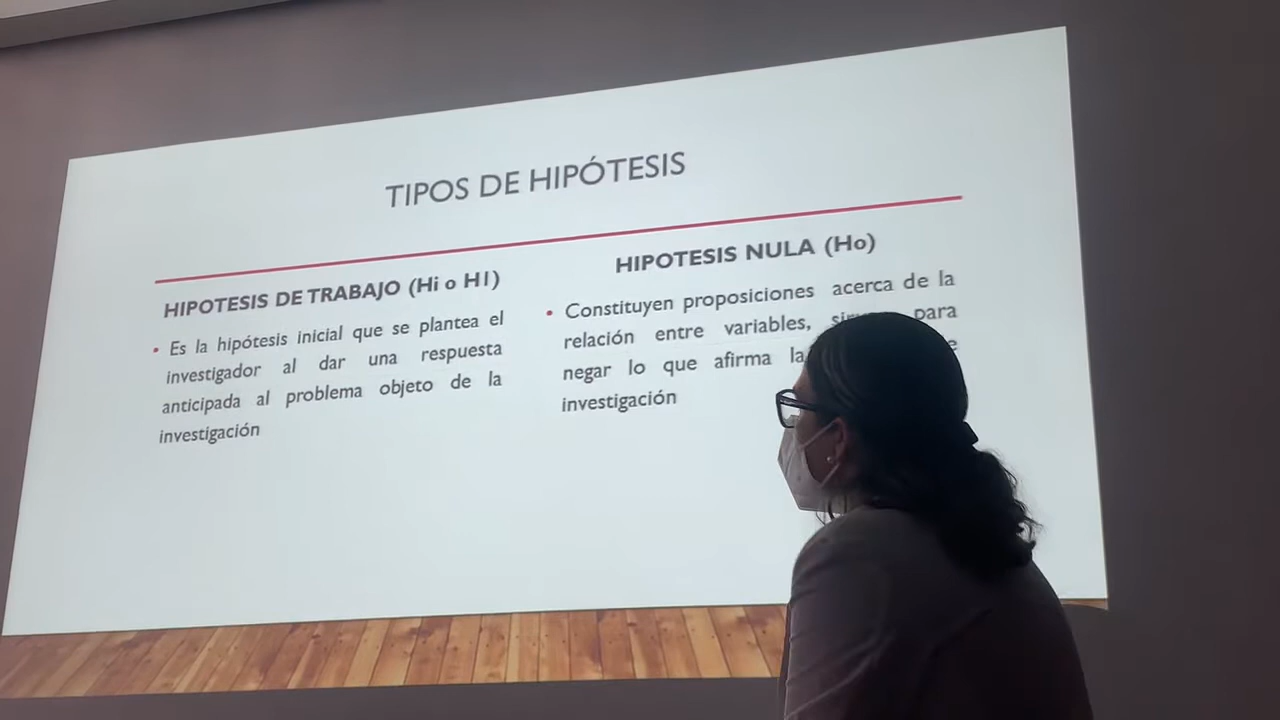 TIPOS DE HIPÓTESIS
HIPOTESIS DE TRABAJO (Hi o H1)
• Es la hipótesis inicial que se plantea el
investigador al dar una respuesta
anticipada al problema objeto de la
investigación
HIPOTESIS NULA (Ho)
• Constituyen proposiciones acerca de la
relación entre variables, para
negar lo que afirma la
investigación